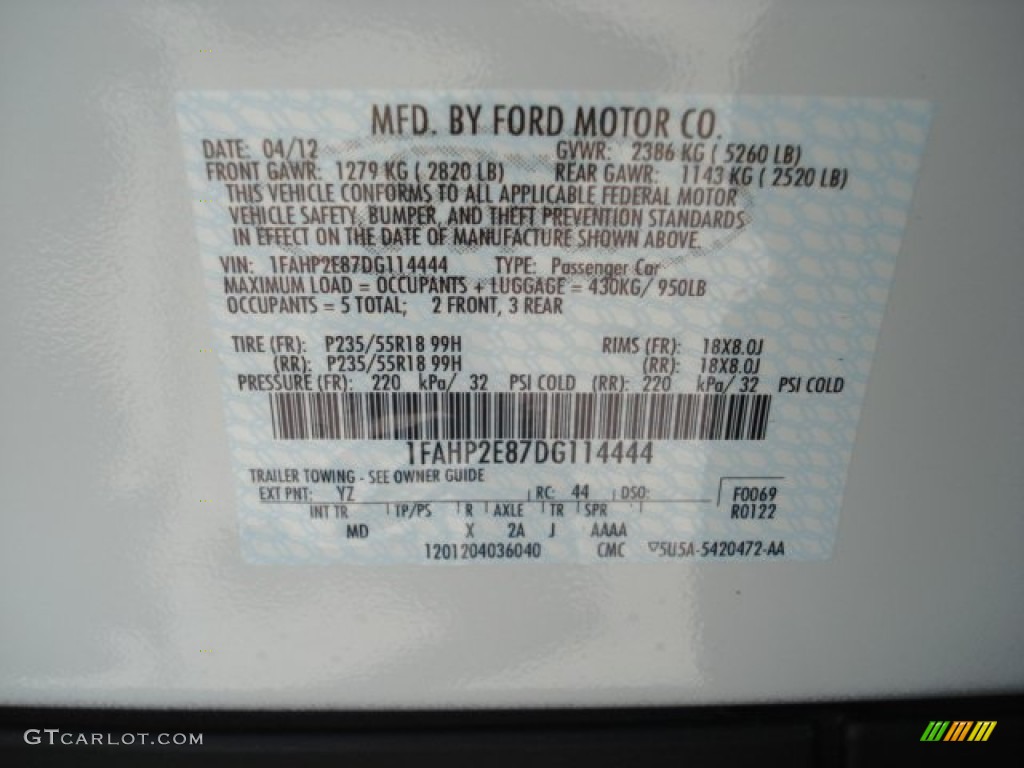 MFD. BY FORD MOTOR CO.
DATE: 04/12 GVWR: 2386 KG ( 5260 LB)
FRONT GAWR: 1279 KG ( 2820 LB) REAR GAWR: 1143 KG ( 2520 LB)
THIS VEHICLE CONFORMS TO ALL APPLICABLE FEDERAL MOTOR
VEHICLE SAFETY, BUMPER, AND THEFT PREVENTION STANDARDS
IN EFFECT ON THE DATE OF MANUFACTURE SHOWN ABOVE.
VIN: 1FAHP2E87DG114444 TYPE: Passenger Car
MAXIMUM LOAD = OCCUPANTS + LUGGAGE = 430KG/ 950LB
OCCUPANTS = 5 TOTAL; 2 FRONT, 3 REAR
TIRE (FR): P235/55R18 99H RIMS (FR): 18X8.0J
(RR): P235/55R18 99H (RR): 18X8.0J
PRESSURE (FR): 220 kPa/ 32 PSI COLD (RR): 220 kPa/ 32 PSI COLD
1FAHP2E87DG114444
TRAILER TOWING - SEE OWNER GUIDE
EXT PNT: YZ RC: 44 DSO: F0069
INT TR TP/PS R AXLE TR SPR R0122
MD X 2A J AAAA
1201204036040 CMC ▽5U5A-5420472-AA
GTCARLOT.COM